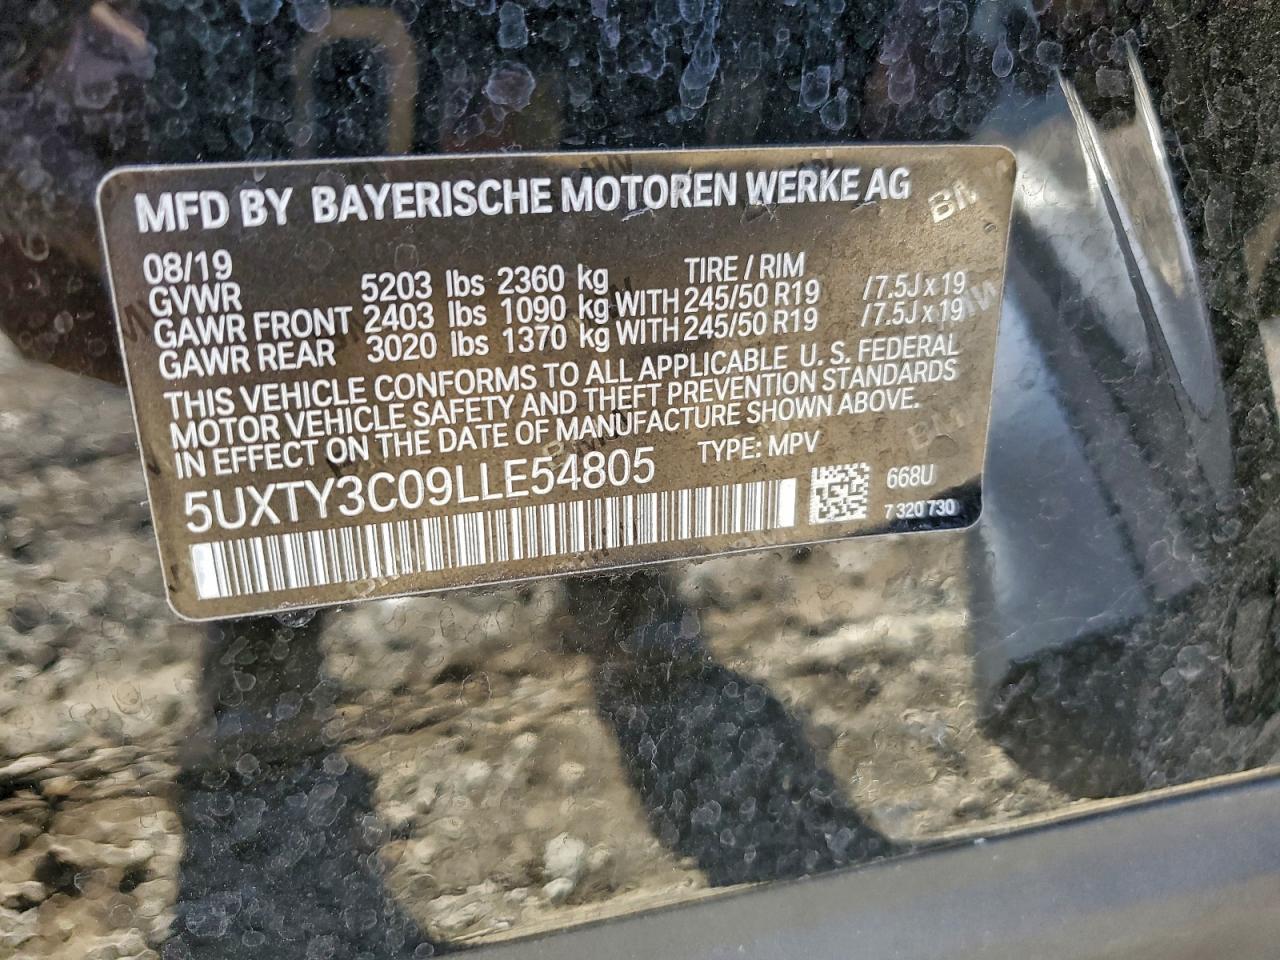 MFD BY BAYERISCHE MOTOREN WERKE AG
08/19 TIRE / RIM
GVWR 5203 lbs 2360 kg
GAWR FRONT 2403 lbs 1090 kg WITH 245/50 R19 /7.5J x 19
GAWR REAR 3020 lbs 1370 kg WITH 245/50 R19 /7.5J x 19
THIS VEHICLE CONFORMS TO ALL APPLICABLE U. S. FEDERAL
MOTOR VEHICLE SAFETY AND THEFT PREVENTION STANDARDS
IN EFFECT ON THE DATE OF MANUFACTURE SHOWN ABOVE.
5UXTY3C09LLE54805 TYPE: MPV
668U
7 320 730